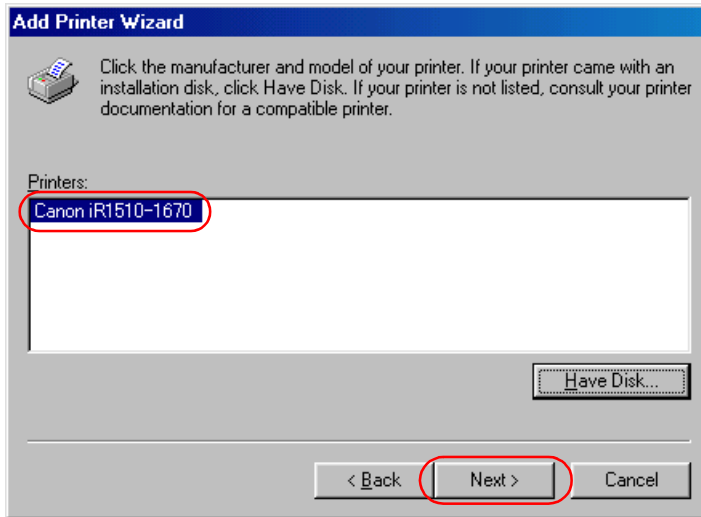 Add Printer Wizard
Click the manufacturer and model of your printer. If your printer came with an
installation disk, click Have Disk. If your printer is not listed, consult your printer
documentation for a compatible printer.
Printers:
Canon iR1510-1670
Have Disk...
< Back Next > Cancel